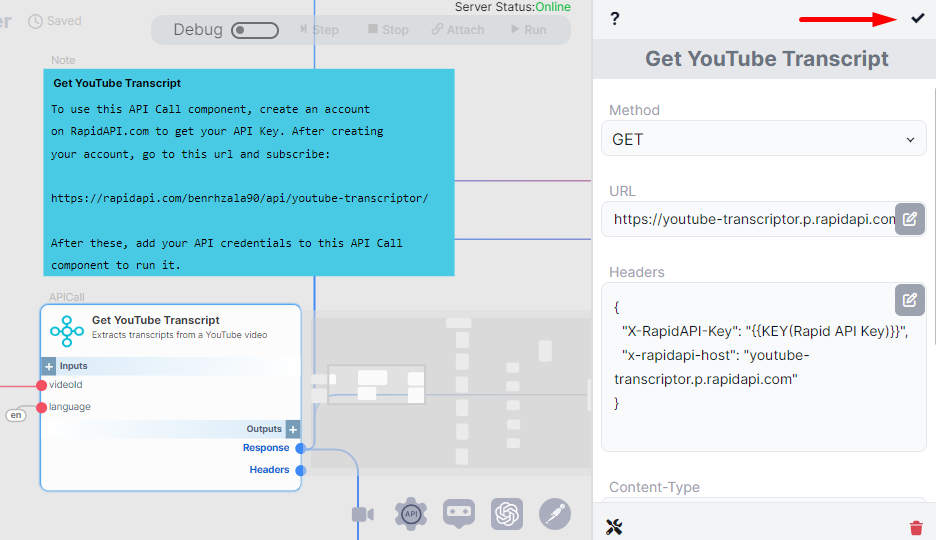 er
Saved
Server Status:Online
Debug
Step
Stop
Attach
Run
Note
Get YouTube Transcript
To use this API Call component, create an account
on RapidAPI.com to get your API Key. After creating
your account, go to this url and subscribe:
https://rapidapi.com/benrhzala90/api/youtube-transcriptor/
After these, add your API credentials to this API Call
component to run it.
APICall
Get YouTube Transcript
Extracts transcripts from a YouTube video
Inputs
videoId
language
en
Outputs
Response
Headers
API
?
Get YouTube Transcript
Method
GET
URL
https://youtube-transcriptor.p.rapidapi.com
Headers
{
"X-RapidAPI-Key": "{{KEY(Rapid API Key)}}",
"x-rapidapi-host": "youtube-
transcriptor.p.rapidapi.com"
}
Content-Type